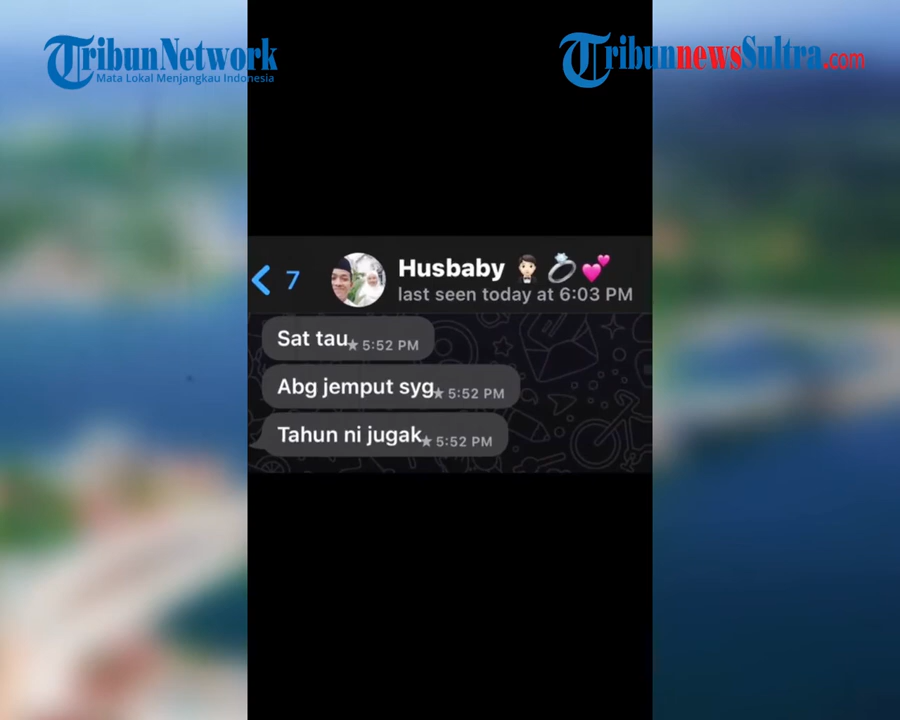 TribunNetwork
Mata Lokal Menjangkau Indonesia
TribunnewsSultra.com
7
Husbaby 🤵🏻💍💕
last seen today at 6:03 PM
Sat tau ★ 5:52 PM
Abg jemput syg ★ 5:52 PM
Tahun ni jugak ★ 5:52 PM